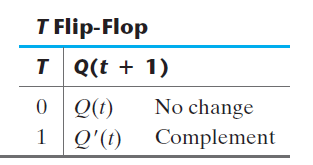 T Flip-Flop
T Q(t + 1)
0 Q(t) No change
1 Q′(t) Complement